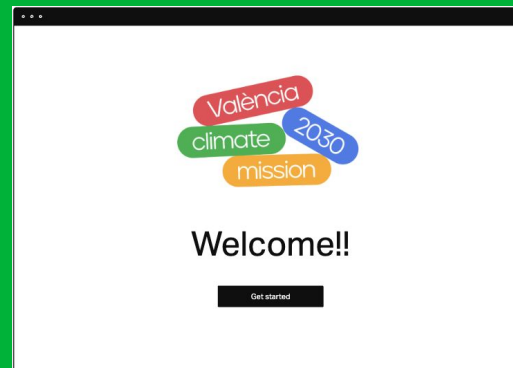 València
2030
climate
mission
Welcome!!
Get started